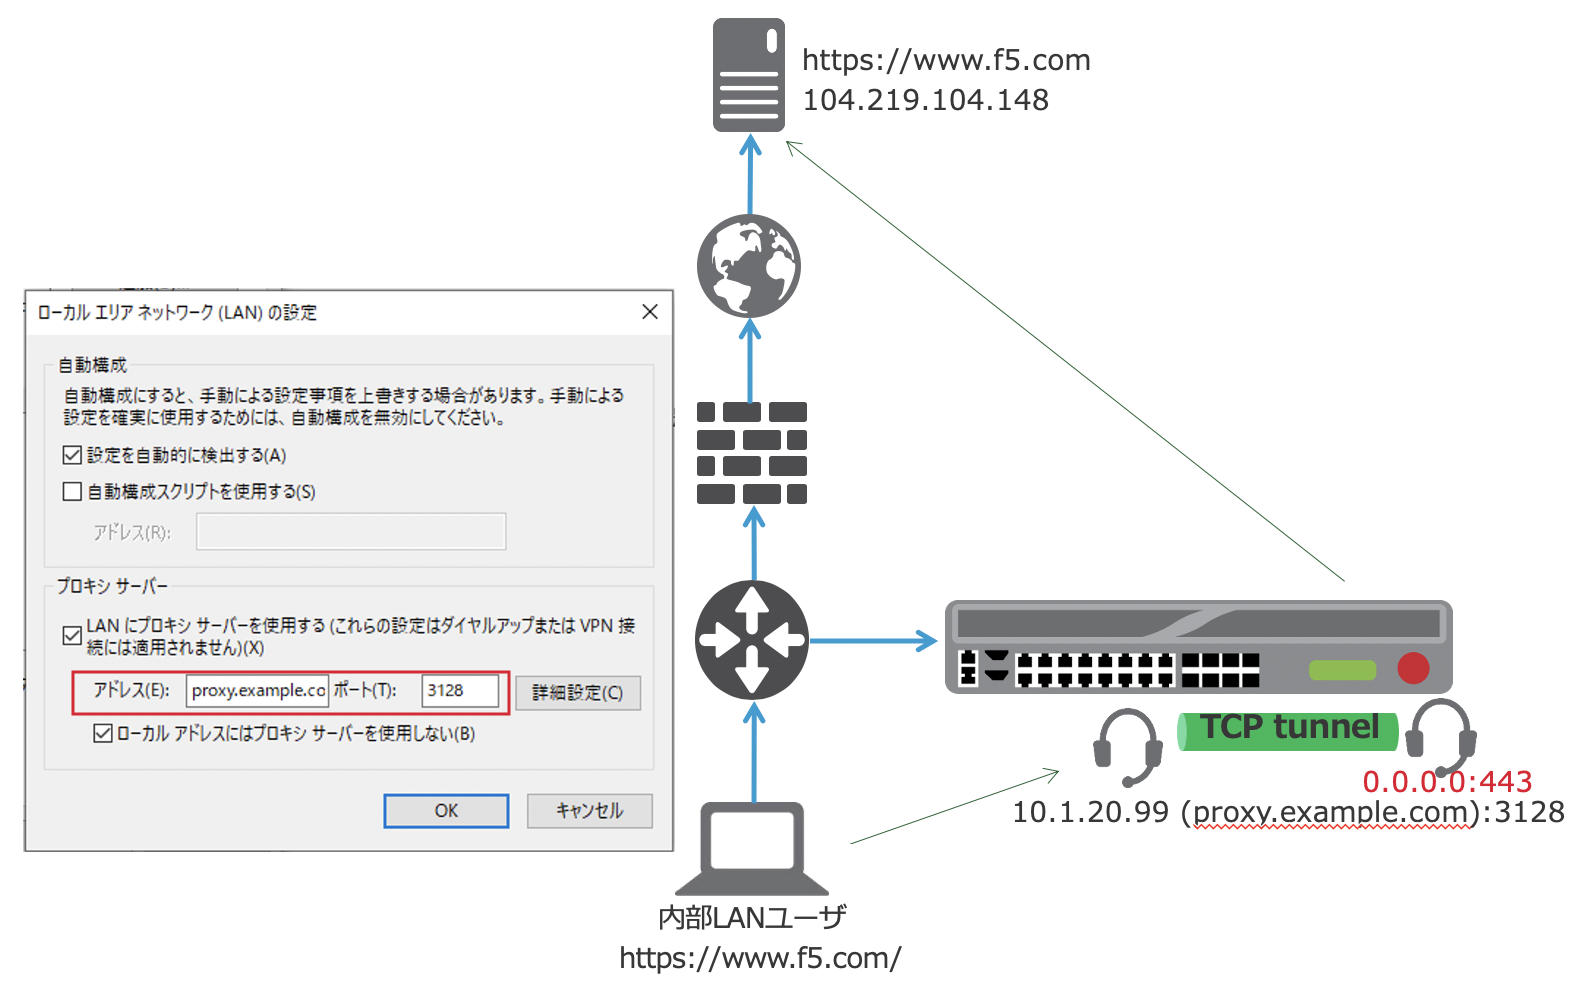 https://www.f5.com
104.219.104.148
ローカル エリア ネットワーク (LAN) の設定
自動構成
自動構成にすると、手動による設定事項を上書きする場合があります。手動による
設定を確実に使用するためには、自動構成を無効にしてください。
設定を自動的に検出する(A)
自動構成スクリプトを使用する(S)
アドレス(R):
プロキシ サーバー
LAN にプロキシ サーバーを使用する (これらの設定はダイヤルアップまたは VPN 接
続には適用されません)(X)
アドレス(E): proxy.example.co ポート(T): 3128 詳細設定(C)
ローカル アドレスにはプロキシ サーバーを使用しない(B)
OK キャンセル
TCP tunnel
0.0.0.0:443
10.1.20.99 (proxy.example.com):3128
内部LANユーザ
https://www.f5.com/